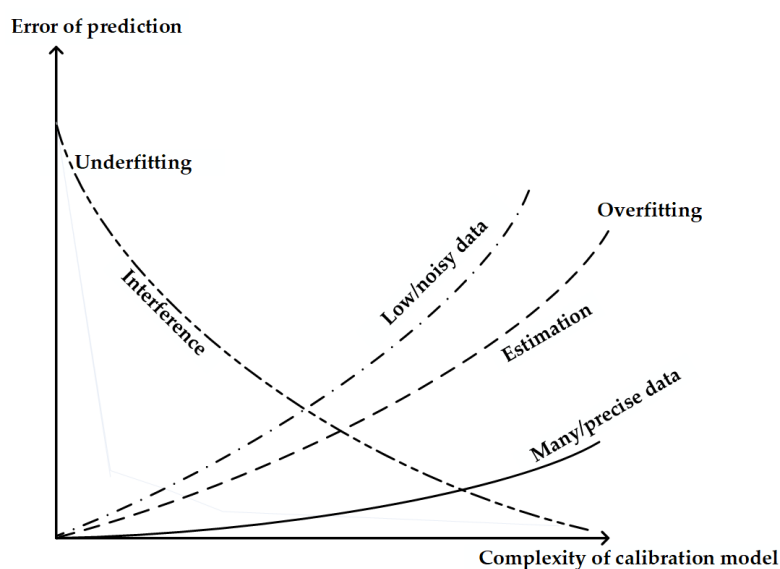 Error of prediction
Underfitting
Interference
Low/noisy data
Overfitting
Estimation
Many/precise data
Complexity of calibration model